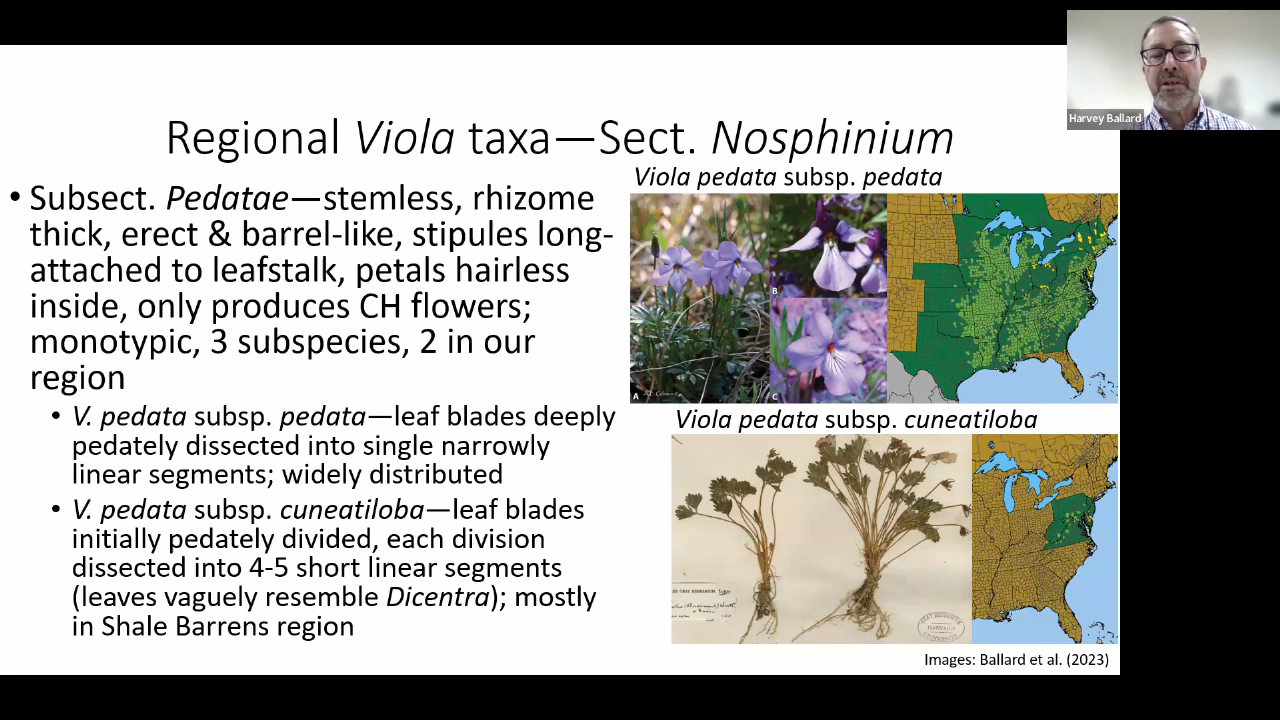 Harvey Ballard
Regional Viola taxa—Sect. Nosphinium
• Subsect. Pedatae—stemless, rhizome
thick, erect & barrel-like, stipules long-
attached to leafstalk, petals hairless
inside, only produces CH flowers;
monotypic, 3 subspecies, 2 in our
region
• V. pedata subsp. pedata—leaf blades deeply
pedately dissected into single narrowly
linear segments; widely distributed
• V. pedata subsp. cuneatiloba—leaf blades
initially pedately divided, each division
dissected into 4-5 short linear segments
(leaves vaguely resemble Dicentra); mostly
in Shale Barrens region
Viola pedata subsp. pedata
A
B
C
Viola pedata subsp. cuneatiloba
GRAY HERBARIUM
HARVARD
UNIVERSITY
Images: Ballard et al. (2023)